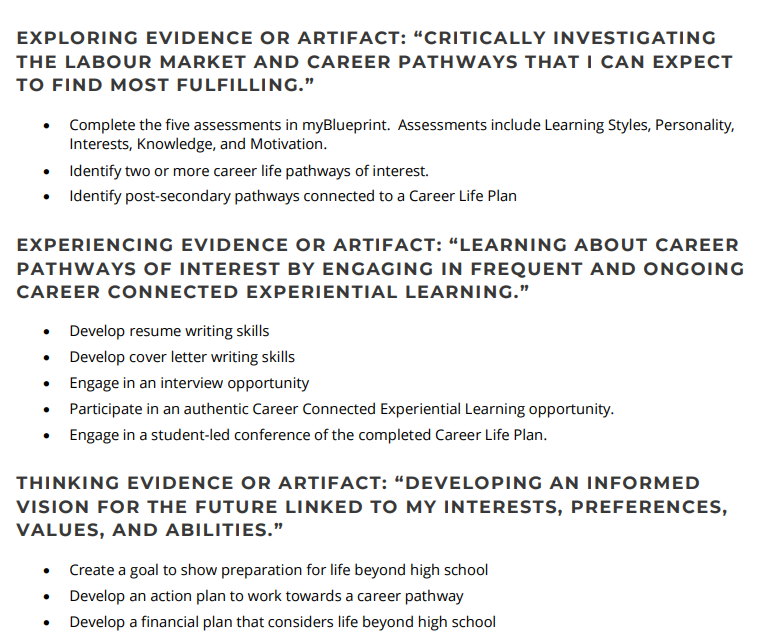 EXPLORING EVIDENCE OR ARTIFACT: “CRITICALLY INVESTIGATING
THE LABOUR MARKET AND CAREER PATHWAYS THAT I CAN EXPECT
TO FIND MOST FULFILLING.”
• Complete the five assessments in myBlueprint.  Assessments include Learning Styles, Personality,
Interests, Knowledge, and Motivation.
• Identify two or more career life pathways of interest.
• Identify post-secondary pathways connected to a Career Life Plan
EXPERIENCING EVIDENCE OR ARTIFACT: “LEARNING ABOUT CAREER
PATHWAYS OF INTEREST BY ENGAGING IN FREQUENT AND ONGOING
CAREER CONNECTED EXPERIENTIAL LEARNING.”
• Develop resume writing skills
• Develop cover letter writing skills
• Engage in an interview opportunity
• Participate in an authentic Career Connected Experiential Learning opportunity.
• Engage in a student-led conference of the completed Career Life Plan.
THINKING EVIDENCE OR ARTIFACT: “DEVELOPING AN INFORMED
VISION FOR THE FUTURE LINKED TO MY INTERESTS, PREFERENCES,
VALUES, AND ABILITIES.”
• Create a goal to show preparation for life beyond high school
• Develop an action plan to work towards a career pathway
• Develop a financial plan that considers life beyond high school